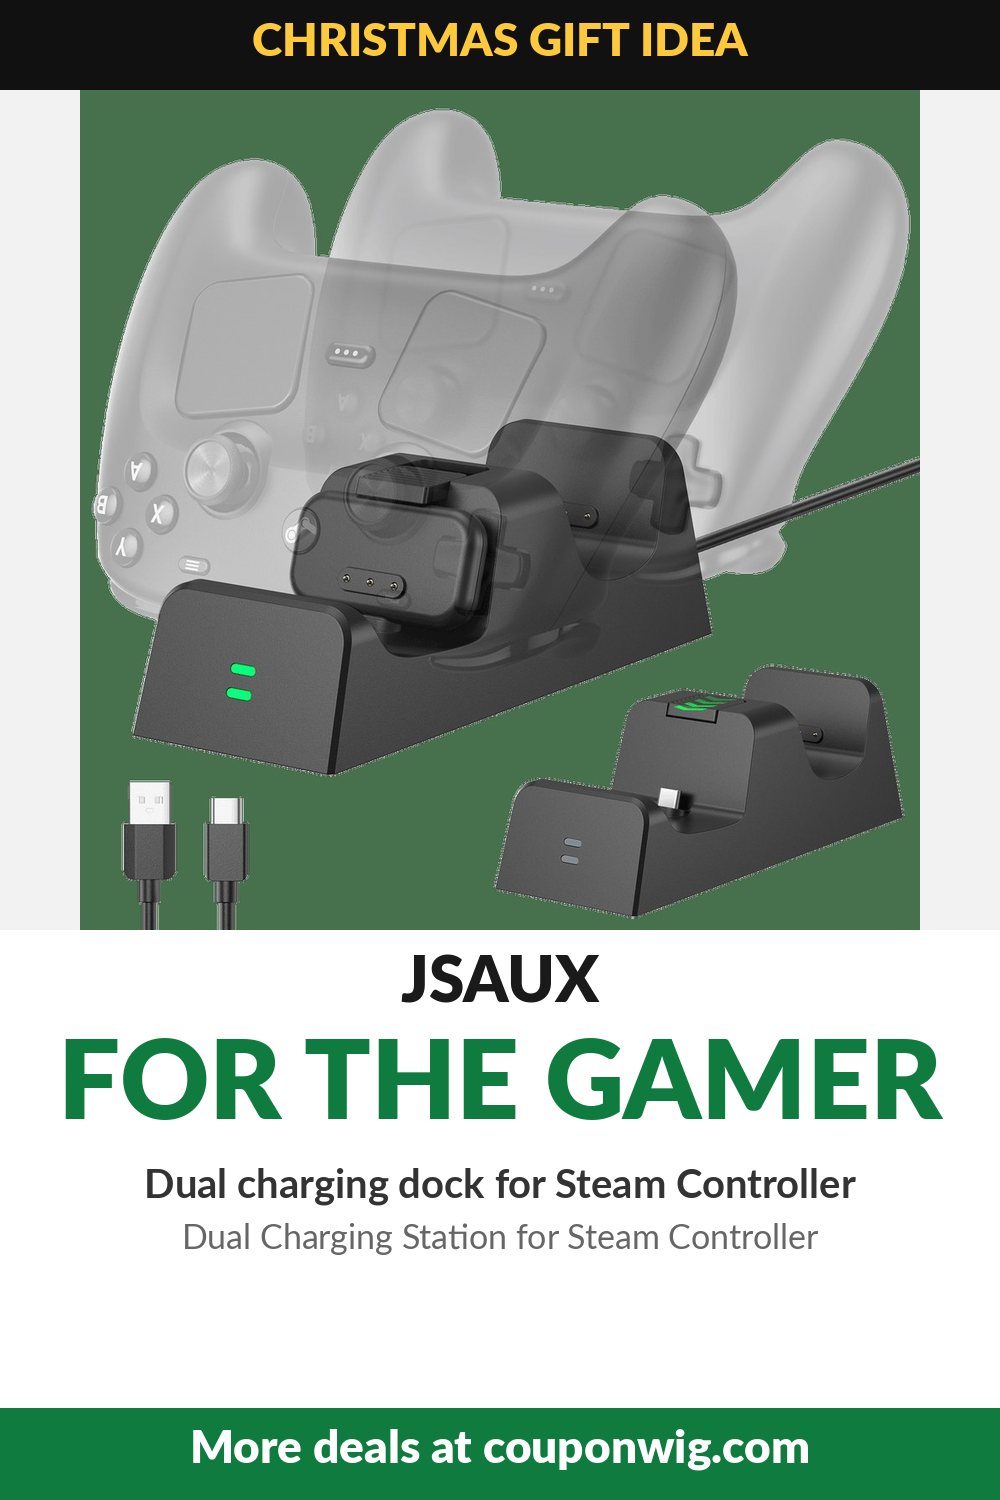 CHRISTMAS GIFT IDEA
A
B
X
Y
A
B
X
JSAUX
FOR THE GAMER
Dual charging dock for Steam Controller
Dual Charging Station for Steam Controller
More deals at couponwig.com